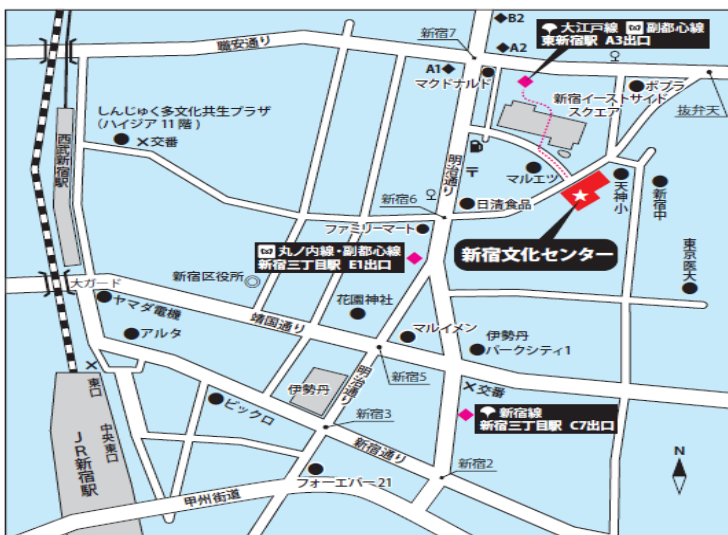 B2
大江戸線 副都心線
東新宿駅 A3出口
新宿7
職安通り
A2
A1
マクドナルド
ポプラ
新宿イーストサイド
スクエア
抜弁天
しんじゅく多文化共生プラザ
(ハイジア11階)
交番
西武新宿駅
明治通り
マルエツ
天神小
新宿中
日清食品
新宿6
ファミリーマート
丸ノ内線・副都心線
新宿三丁目駅 E1出口
新宿文化センター
東京医大
新宿区役所
大ガード
ヤマダ電機
花園神社
靖国通り
アルタ
マルイメン
伊勢丹
パークシティ1
明治通り
新宿5
東口
伊勢丹
交番
ビックロ
新宿3
新宿線
新宿三丁目駅 C7出口
中央東口
JR新宿駅
新宿通り
新宿2
N
フォーエバー21
甲州街道